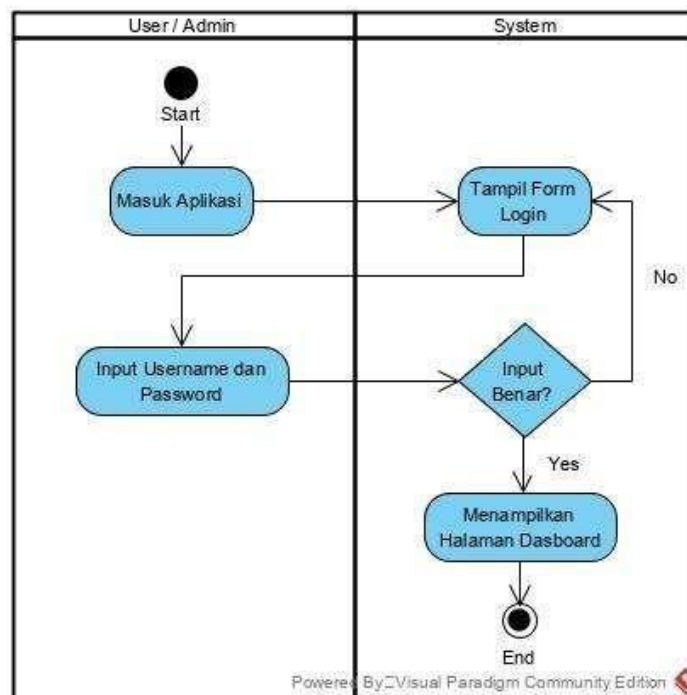 User / Admin
System
Start
Masuk Aplikasi
Tampil Form
Login
No
Input Username dan
Password
Input
Benar?
Yes
Menampilkan
Halaman Dasboard
End
Powered By Visual Paradigm Community Edition